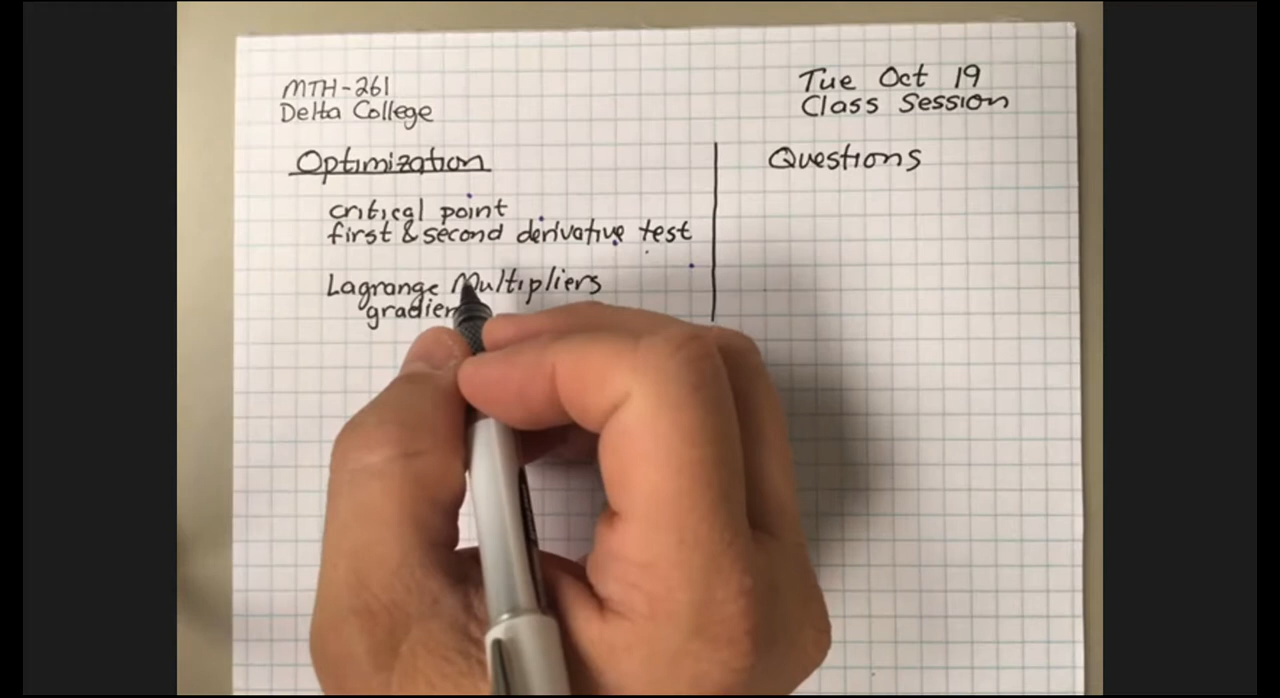 MTH-261
Delta College
Tue Oct 19
Class Session
Optimization
critical point
first & second derivative test
Lagrange Multipliers
gradien
Questions